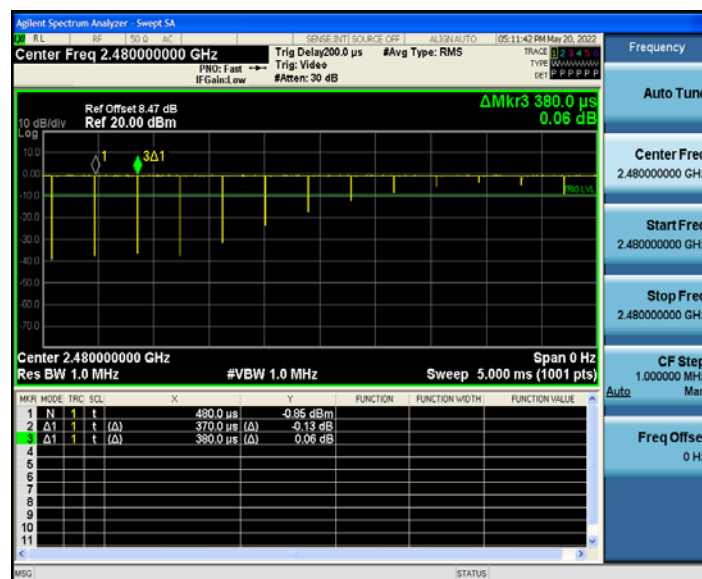 Agilent Spectrum Analyzer - Swept SA
RL RF 50 Ω AC SENSE:INT SOURCE OFF ALIGN AUTO 05:11:42 PM May 20, 2022
Center Freq 2.480000000 GHz
Trig Delay200.0 µs #Avg Type: RMS TRACE 1 2 3 4 5 6
PNO: Fast Trig: Video TYPE WWWWWW
IFGain:Low #Atten: 30 dB DET P P P P P P
Frequency
Auto Tune
ΔMkr3 380.0 µs
0.06 dB
Ref Offset 8.47 dB
10 dB/div Ref 20.00 dBm
Log
10.0
0.00
-10.0
-20.0
-30.0
-40.0
-50.0
-60.0
-70.0
1
3Δ1
TRIG LVL
Center Freq
2.480000000 GHz
Start Freq
2.480000000 GHz
Stop Freq
2.480000000 GHz
CF Step
1.000000 MHz
Auto Man
Freq Offset
0 Hz
Center 2.480000000 GHz Span 0 Hz
Res BW 1.0 MHz #VBW 1.0 MHz Sweep 5.000 ms (1001 pts)
MKR MODE TRC SCL X Y FUNCTION FUNCTION WIDTH FUNCTION VALUE
1 N 1 t 480.0 µs -0.85 dBm
2 Δ1 1 t (Δ) 370.0 µs (Δ) -0.13 dB
3 Δ1 1 t (Δ) 380.0 µs (Δ) 0.06 dB
4
5
6
7
8
9
10
11
MSG STATUS